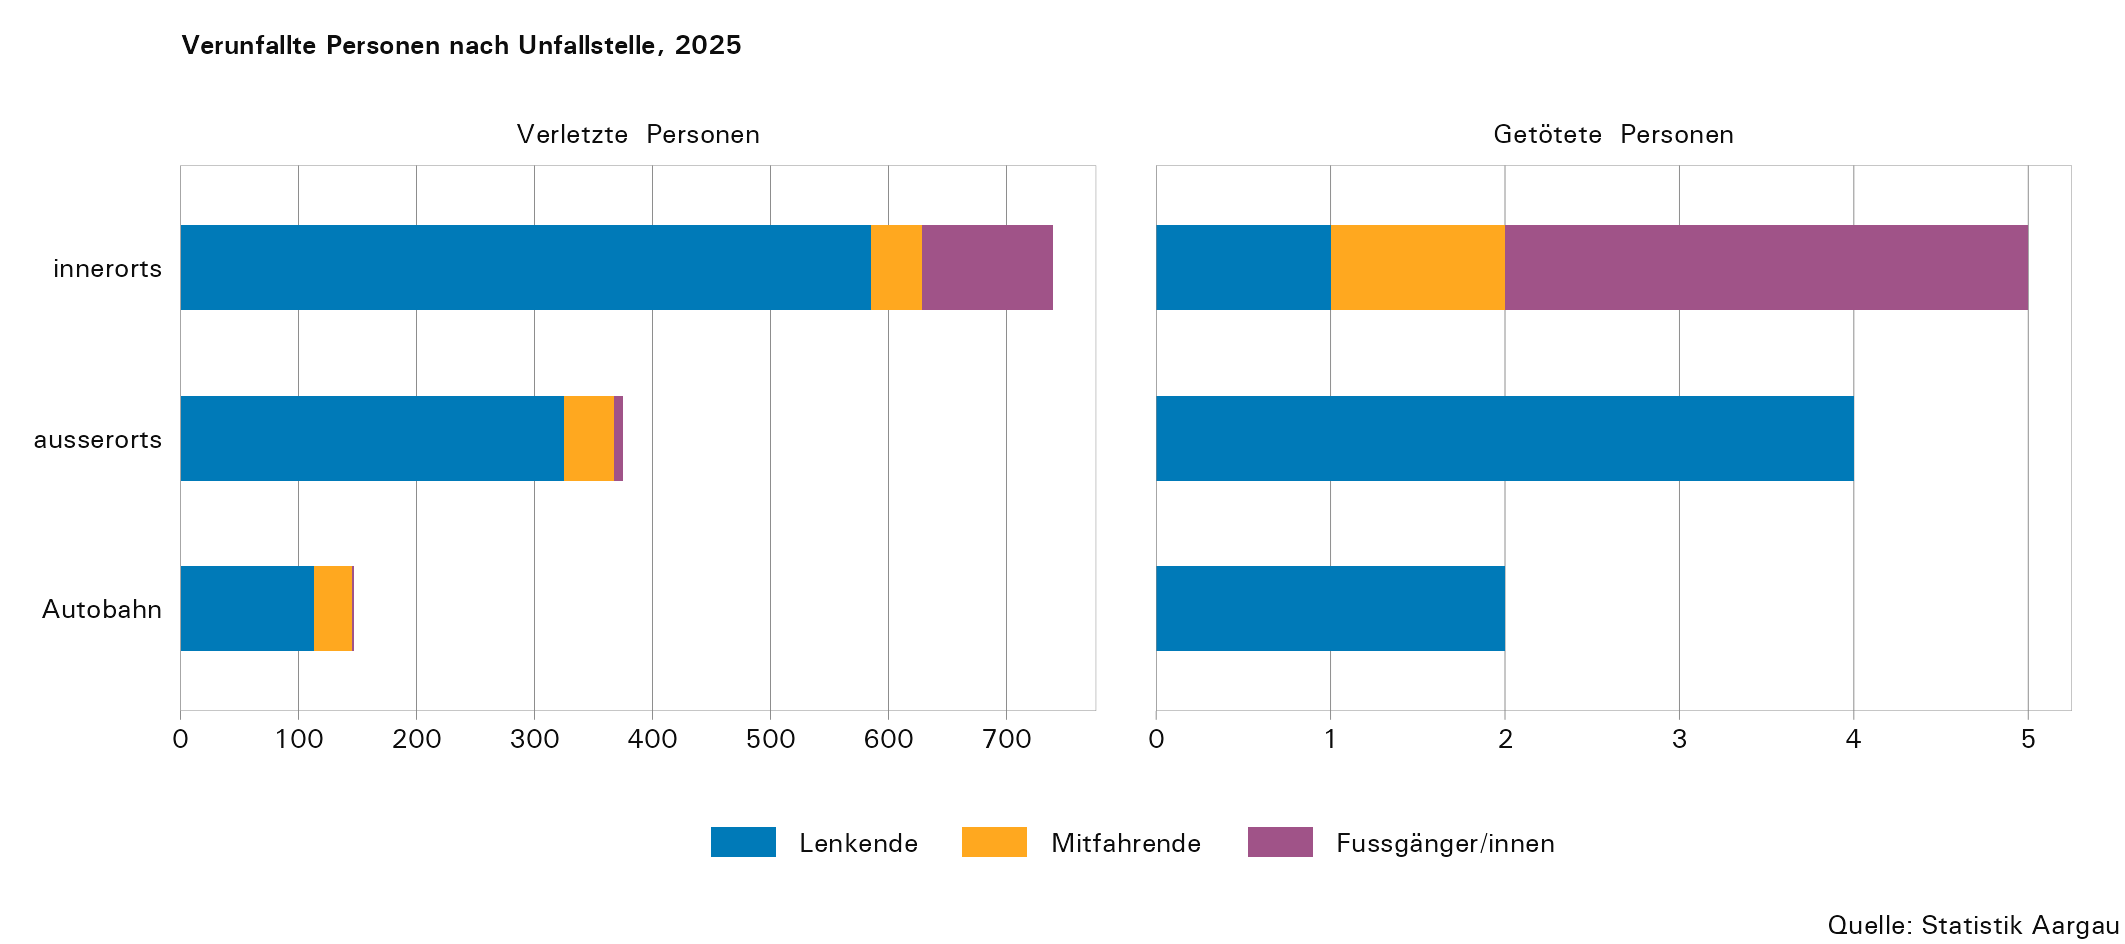 Verunfallte Personen nach Unfallstelle, 2025
Verletzte Personen
Getötete Personen
innerorts
ausserorts
Autobahn
0 100 200 300 400 500 600 700
0 1 2 3 4 5
Lenkende Mitfahrende Fussgänger/innen
Quelle: Statistik Aargau